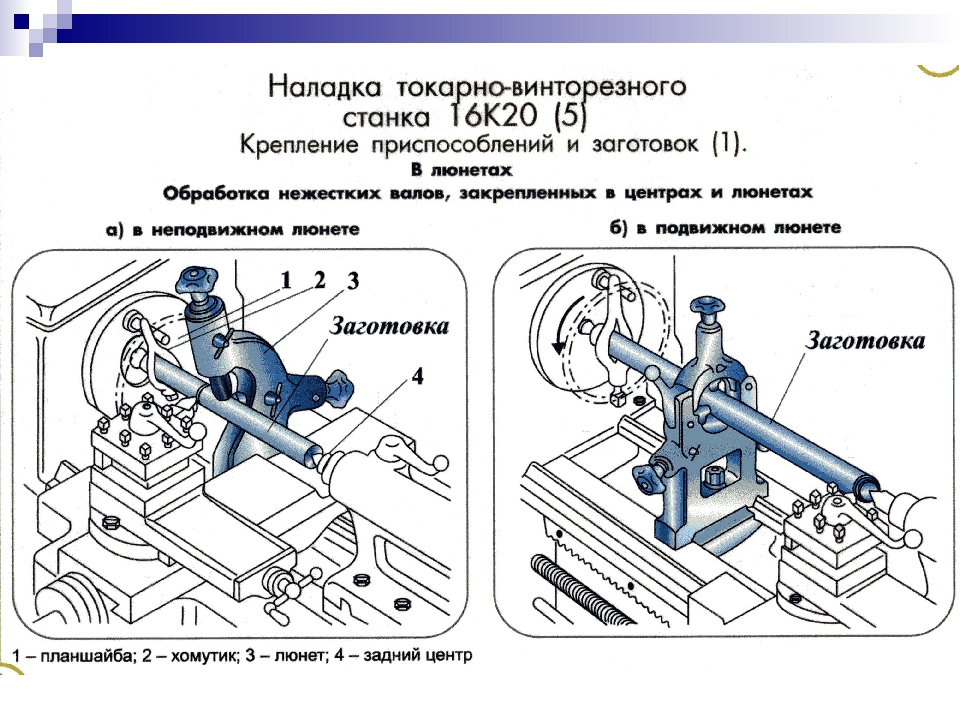 Наладка токарно-винторезного
станка 16К20 (5)
Крепление приспособлений и заготовок (1).
В люнетах
Обработка нежестких валов, закрепленных в центрах и люнетах
а) в неподвижном люнете
б) в подвижном люнете
1 2 3
Заготовка
4
Заготовка
1 – планшайба; 2 – хомутик; 3 – люнет; 4 – задний центр